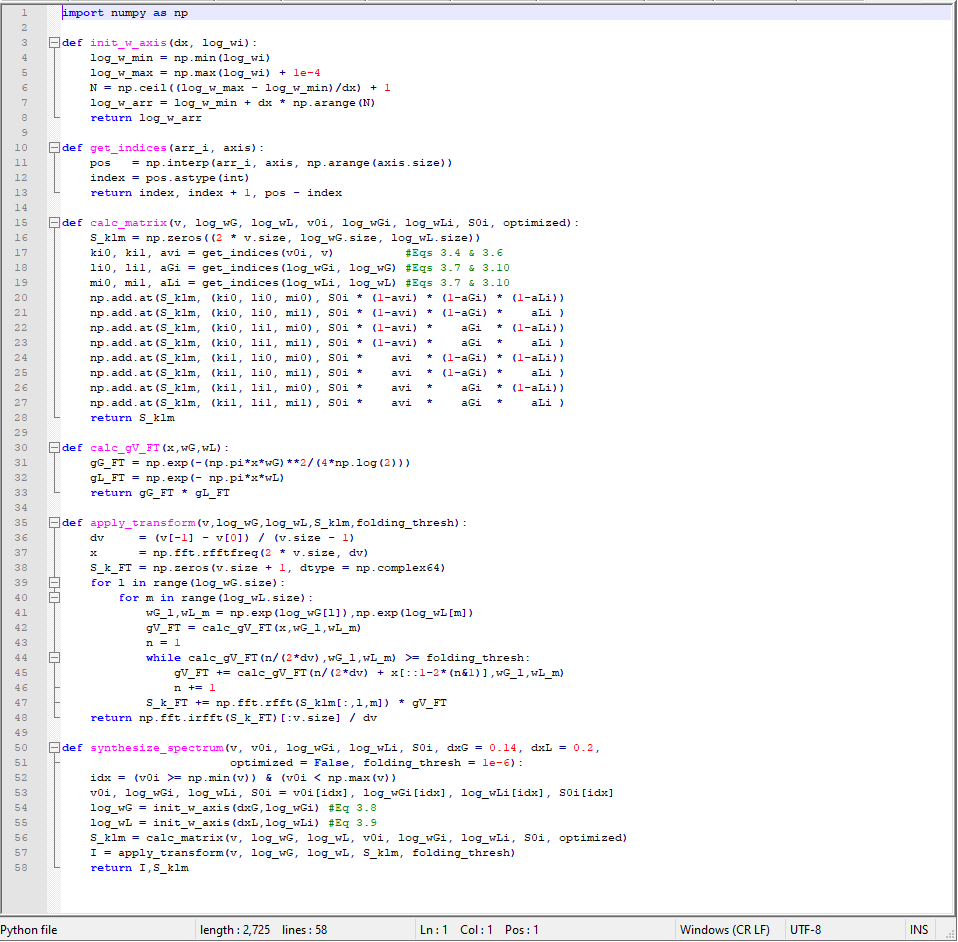 1 import numpy as np
2
3 def init_w_axis(dx, log_wi):
4     log_w_min = np.min(log_wi)
5     log_w_max = np.max(log_wi) + 1e-4
6     N = np.ceil((log_w_max - log_w_min)/dx) + 1
7     log_w_arr = log_w_min + dx * np.arange(N)
8     return log_w_arr
9
10 def get_indices(arr_i, axis):
11     pos   = np.interp(arr_i, axis, np.arange(axis.size))
12     index = pos.astype(int)
13     return index, index + 1, pos - index
14
15 def calc_matrix(v, log_wG, log_wL, v0i, log_wGi, log_wLi, S0i, optimized):
16     S_klm = np.zeros((2 * v.size, log_wG.size, log_wL.size))
17     ki0, ki1, avi = get_indices(v0i, v)          #Eqs 3.4 & 3.6
18     li0, li1, aGi = get_indices(log_wGi, log_wG) #Eqs 3.7 & 3.10
19     mi0, mi1, aLi = get_indices(log_wLi, log_wL) #Eqs 3.7 & 3.10
20     np.add.at(S_klm, (ki0, li0, mi0), S0i * (1-avi) * (1-aGi) * (1-aLi))
21     np.add.at(S_klm, (ki0, li0, mi1), S0i * (1-avi) * (1-aGi) *    aLi )
22     np.add.at(S_klm, (ki0, li1, mi0), S0i * (1-avi) *    aGi  * (1-aLi))
23     np.add.at(S_klm, (ki0, li1, mi1), S0i * (1-avi) *    aGi  *    aLi )
24     np.add.at(S_klm, (ki1, li0, mi0), S0i *    avi  * (1-aGi) * (1-aLi))
25     np.add.at(S_klm, (ki1, li0, mi1), S0i *    avi  * (1-aGi) *    aLi )
26     np.add.at(S_klm, (ki1, li1, mi0), S0i *    avi  *    aGi  * (1-aLi))
27     np.add.at(S_klm, (ki1, li1, mi1), S0i *    avi  *    aGi  *    aLi )
28     return S_klm
29
30 def calc_gV_FT(x,wG,wL):
31     gG_FT = np.exp(-(np.pi*x*wG)**2/(4*np.log(2)))
32     gL_FT = np.exp(- np.pi*x*wL)
33     return gG_FT * gL_FT
34
35 def apply_transform(v,log_wG,log_wL,S_klm,folding_thresh):
36     dv     = (v[-1] - v[0]) / (v.size - 1)
37     x      = np.fft.rfftfreq(2 * v.size, dv)
38     S_k_FT = np.zeros(v.size + 1, dtype = np.complex64)
39     for l in range(log_wG.size):
40         for m in range(log_wL.size):
41             wG_l,wL_m = np.exp(log_wG[l]),np.exp(log_wL[m])
42             gV_FT = calc_gV_FT(x,wG_l,wL_m)
43             n = 1
44             while calc_gV_FT(n/(2*dv),wG_l,wL_m) >= folding_thresh:
45                 gV_FT += calc_gV_FT(n/(2*dv) + x[::1-2*(n&1)],wG_l,wL_m)
46                 n += 1
47             S_k_FT += np.fft.rfft(S_klm[:,l,m]) * gV_FT
48     return np.fft.irfft(S_k_FT)[:v.size] / dv
49
50 def synthesize_spectrum(v, v0i, log_wGi, log_wLi, S0i, dxG = 0.14, dxL = 0.2,
51                         optimized = False, folding_thresh = 1e-6):
52     idx = (v0i >= np.min(v)) & (v0i < np.max(v))
53     v0i, log_wGi, log_wLi, S0i = v0i[idx], log_wGi[idx], log_wLi[idx], S0i[idx]
54     log_wG = init_w_axis(dxG,log_wGi) #Eq 3.8
55     log_wL = init_w_axis(dxL,log_wLi) #Eq 3.9
56     S_klm = calc_matrix(v, log_wG, log_wL, v0i, log_wGi, log_wLi, S0i, optimized)
57     I = apply_transform(v, log_wG, log_wL, S_klm, folding_thresh)
58     return I,S_klm
Python file length : 2,725 lines : 58 Ln : 1 Col : 1 Pos : 1 Windows (CR LF) UTF-8 INS